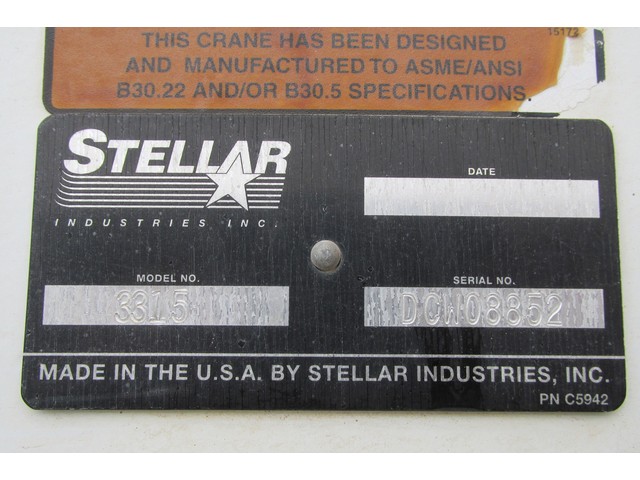 15172
THIS CRANE HAS BEEN DESIGNED
AND MANUFACTURED TO ASME/ANSI
B30.22 AND/OR B30.5 SPECIFICATIONS.
STELLAR
INDUSTRIES INC.
DATE
MODEL NO.
3315
SERIAL NO.
DCW08852
MADE IN THE U.S.A. BY STELLAR INDUSTRIES, INC.
PN C5942